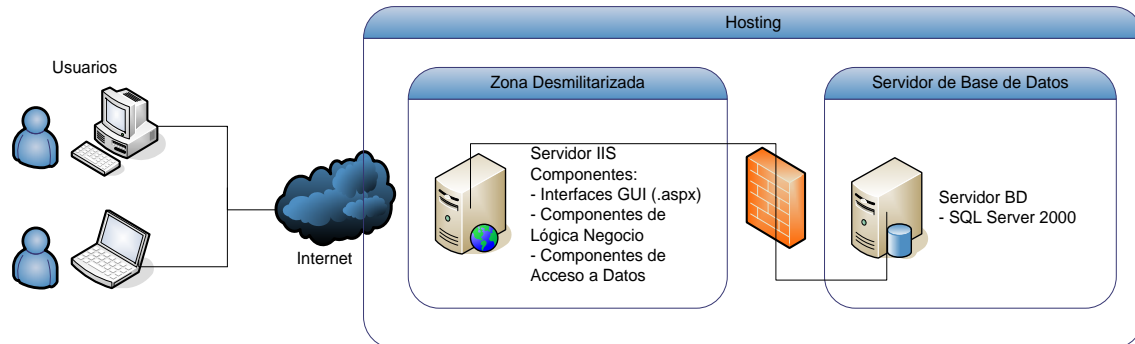 Hosting
Usuarios
Zona Desmilitarizada
Servidor de Base de Datos
Servidor IIS
Componentes:
- Interfaces GUI (.aspx)
- Componentes de
Lógica Negocio
- Componentes de
Acceso a Datos
Servidor BD
- SQL Server 2000
Internet